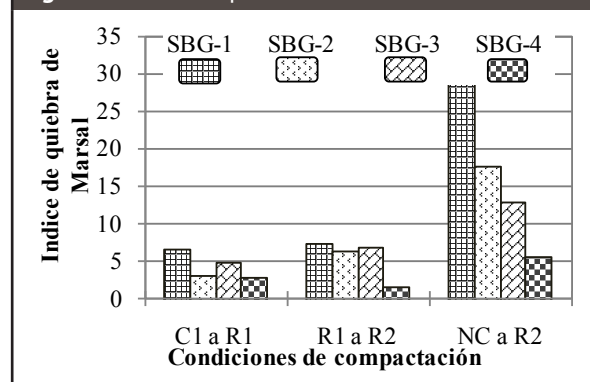 35
SBG-1 SBG-2 SBG-3 SBG-4
30
25
20
15
10
5
0
Indice de quiebra de
Marsal
C1 a R1 R1 a R2 NC a R2
Condiciones de compactación